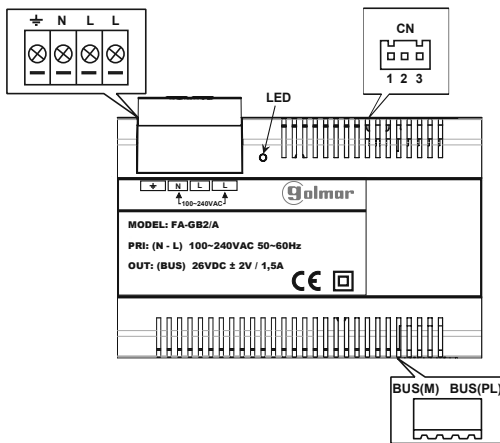 ⏚ N L L
CN
1 2 3
LED
⏚ N L L
100~240VAC
golmar
MODEL: FA-GB2/A
PRI: (N - L) 100~240VAC 50~60Hz
OUT: (BUS) 26VDC ± 2V / 1,5A
CE
BUS(M) BUS(PL)